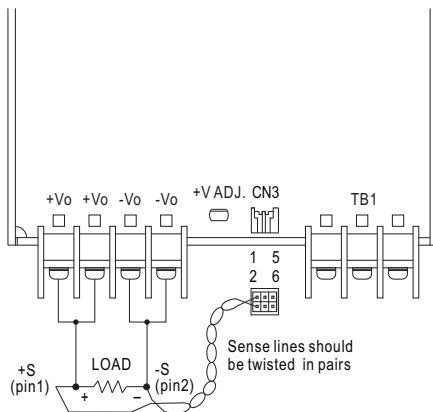 +Vo +Vo -Vo -Vo +V ADJ. CN3 TB1
1 5
2 6
+S
(pin1)
LOAD
-S
(pin2)
+ −
Sense lines should
be twisted in pairs